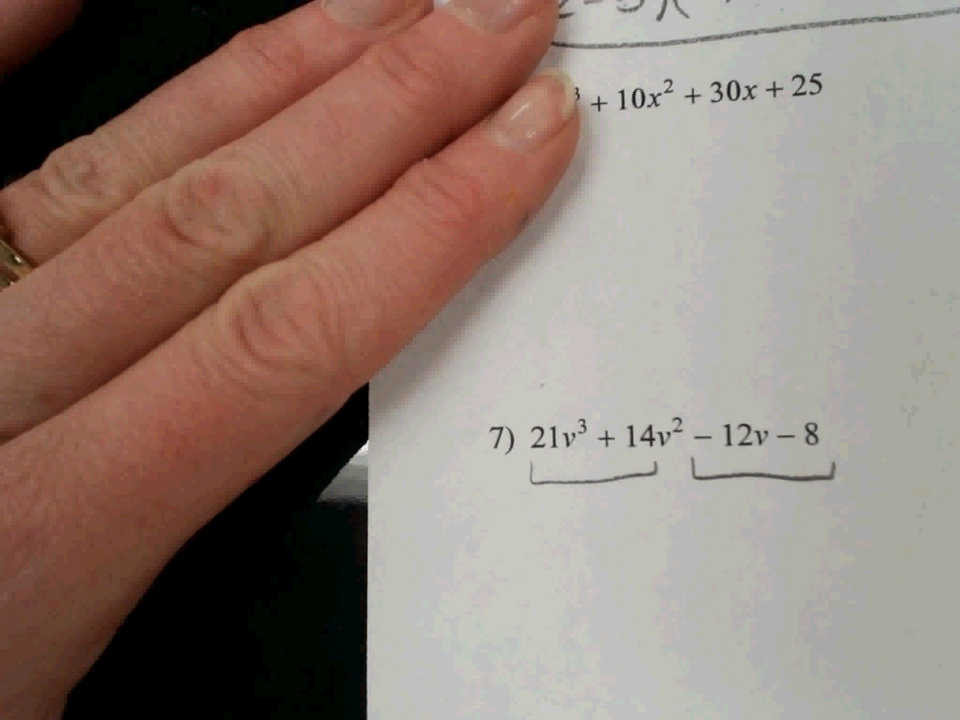 + 10x² + 30x + 25
7) 21v³ + 14v² − 12v − 8